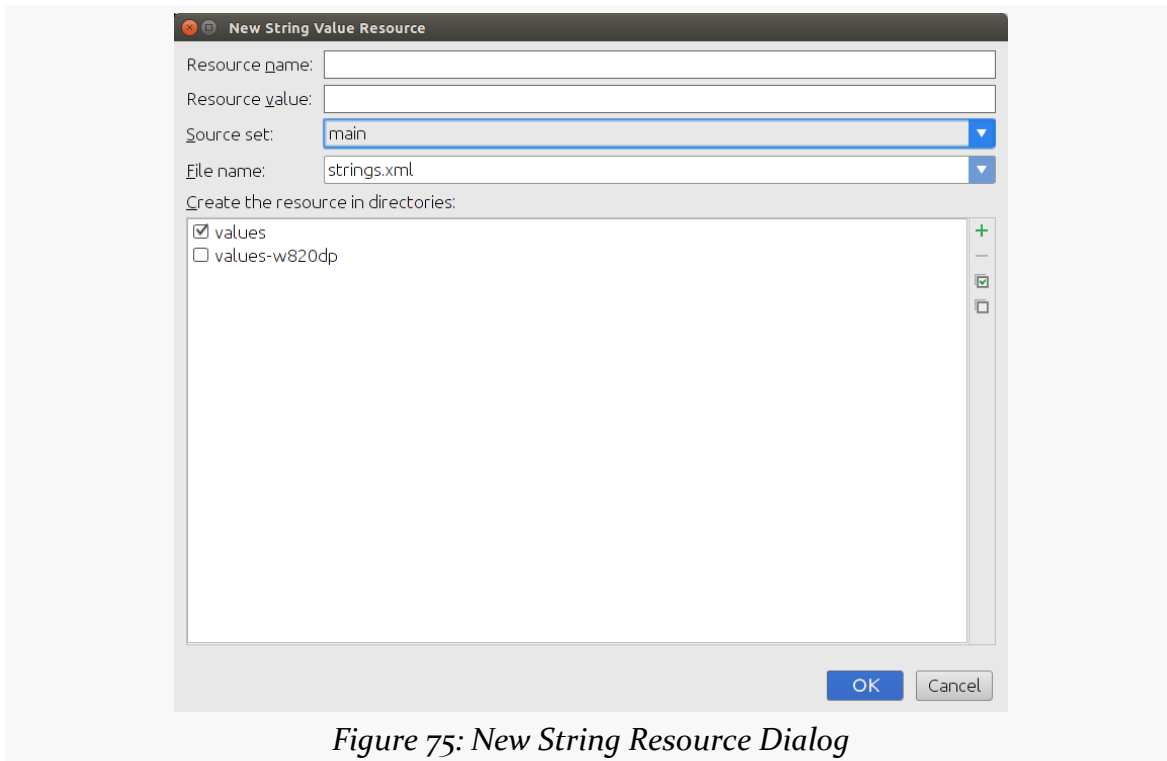 New String Value Resource
Resource name:
Resource value:
Source set: main
File name: strings.xml
Create the resource in directories:
values
values-w820dp
OK Cancel
Figure 75: New String Resource Dialog